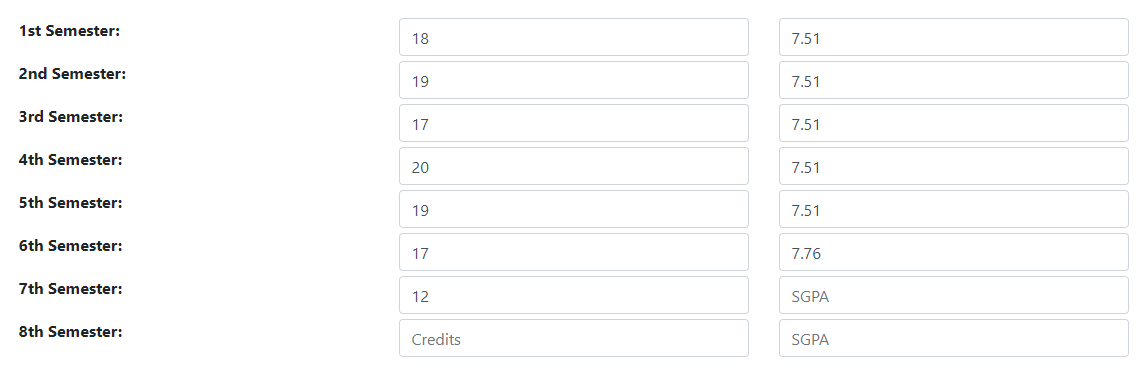 1st Semester: 18 7.51
2nd Semester: 19 7.51
3rd Semester: 17 7.51
4th Semester: 20 7.51
5th Semester: 19 7.51
6th Semester: 17 7.76
7th Semester: 12 SGPA
8th Semester: Credits SGPA